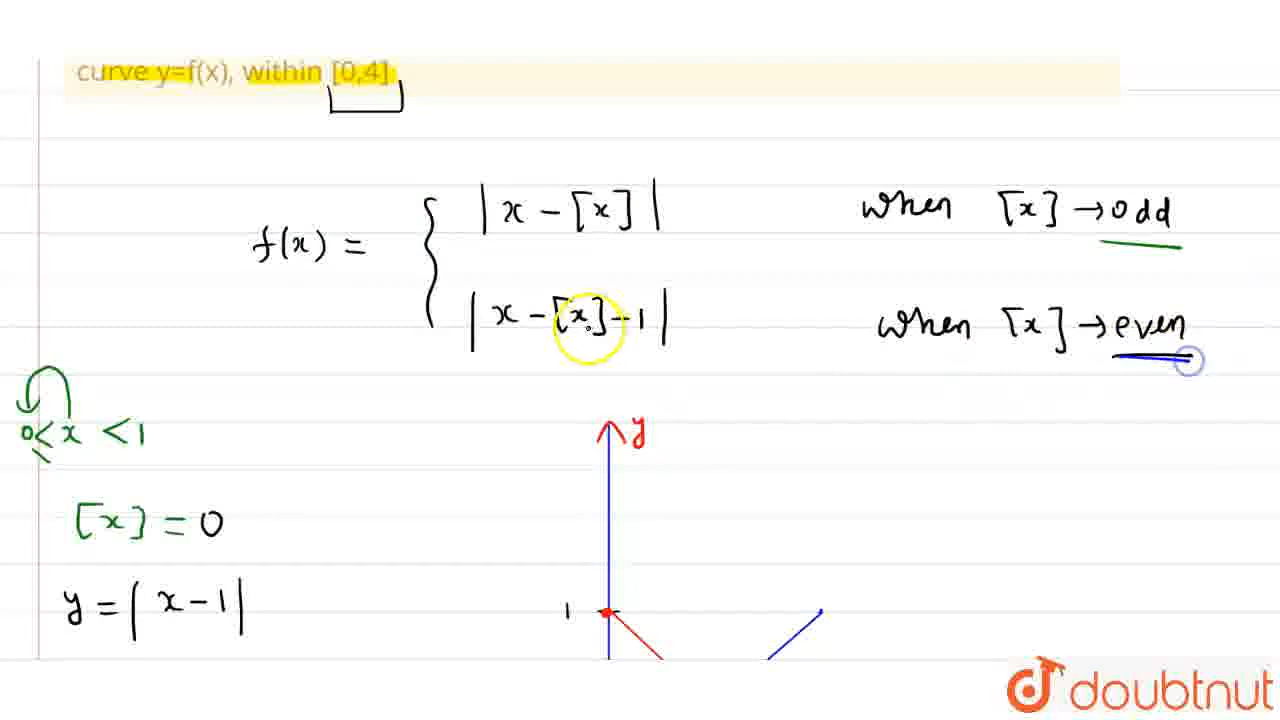 curve y=f(x), within [0,4]
f(x) = { |x - [x]| when [x] → odd
|x - [x] - 1| when [x] → even
0 ≤ x < 1
y
[x] = 0
y = |x - 1|
1
doubtnut